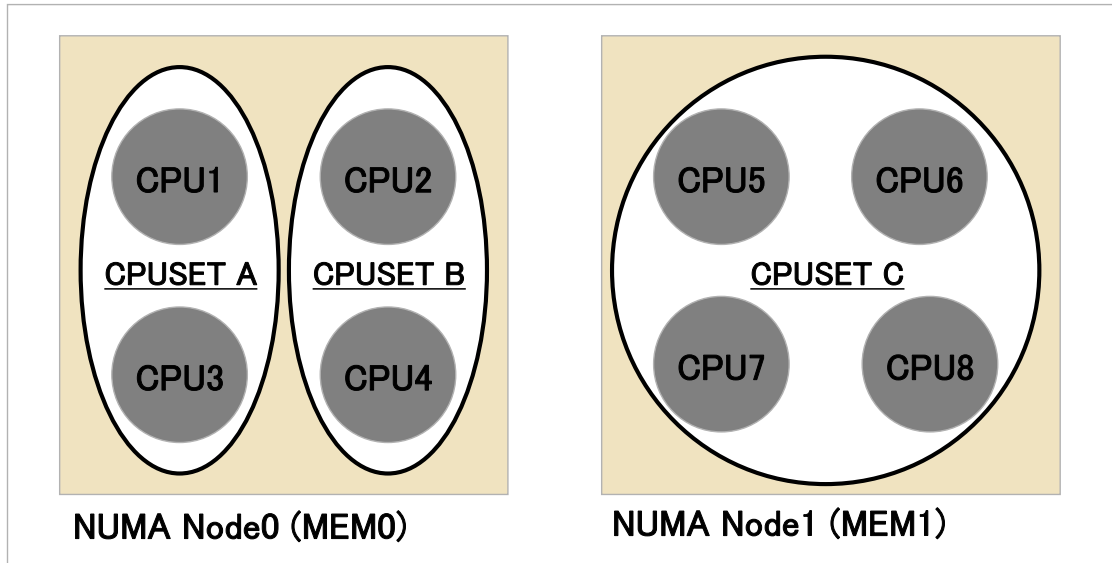 CPU1
CPU2
CPU5
CPU6
CPUSET A
CPUSET B
CPUSET C
CPU3
CPU4
CPU7
CPU8
NUMA Node0 (MEM0)
NUMA Node1 (MEM1)